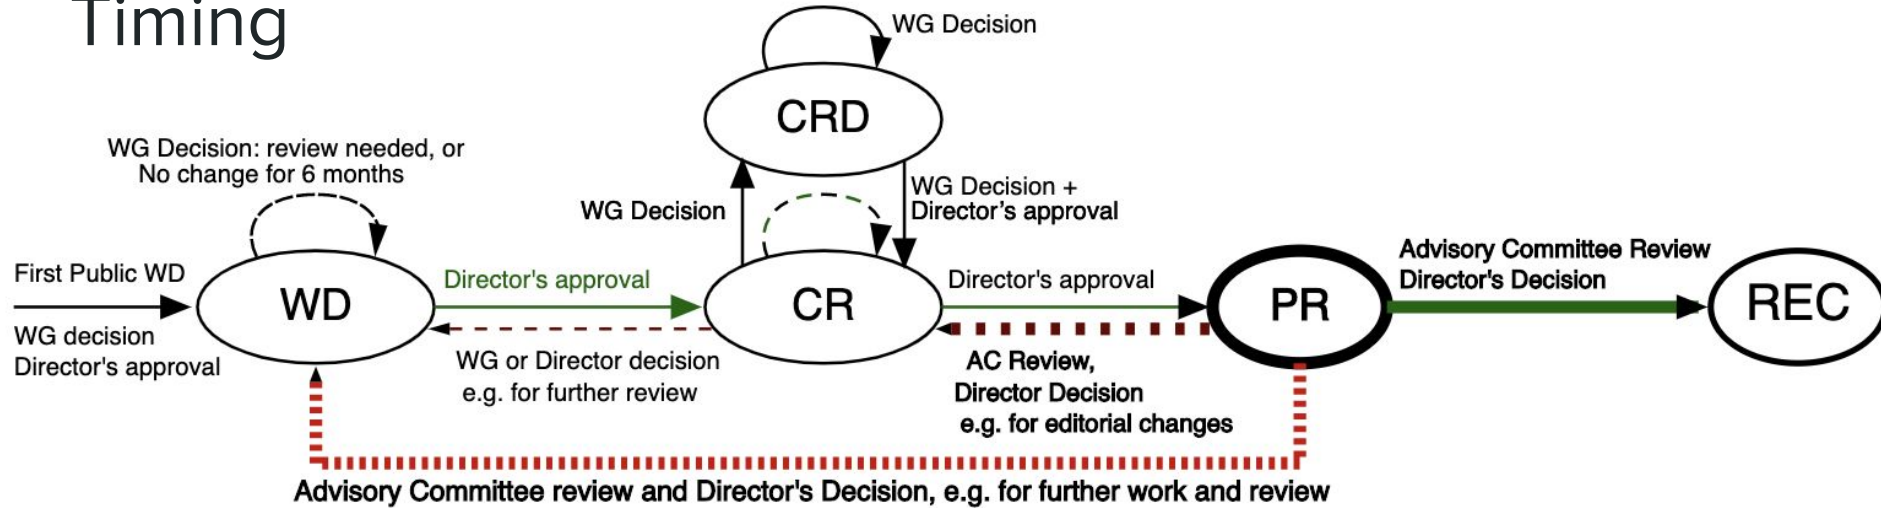 Timing
WG Decision
CRD
WG Decision: review needed, or
No change for 6 months
WG Decision
WG Decision +
Director's approval
First Public WD
WG decision
Director's approval
WD
Director's approval
WG or Director decision
e.g. for further review
CR
Director's approval
AC Review,
Director Decision
e.g. for editorial changes
PR
Advisory Committee Review
Director's Decision
REC
Advisory Committee review and Director's Decision, e.g. for further work and review